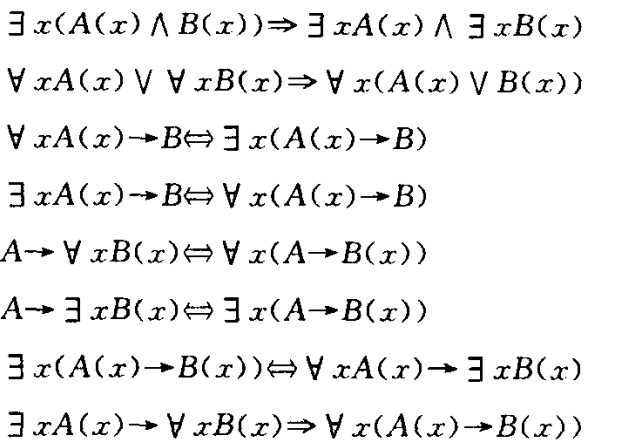 ∃x(A(x)∧B(x))⇒∃xA(x)∧∃xB(x)
∀xA(x)∨∀xB(x)⇒∀x(A(x)∨B(x))
∀xA(x)→B⇔∃x(A(x)→B)
∃xA(x)→B⇔∀x(A(x)→B)
A→∀xB(x)⇔∀x(A→B(x))
A→∃xB(x)⇔∃x(A→B(x))
∃x(A(x)→B(x))⇔∀xA(x)→∃xB(x)
∃xA(x)→∀xB(x)⇒∀x(A(x)→B(x))